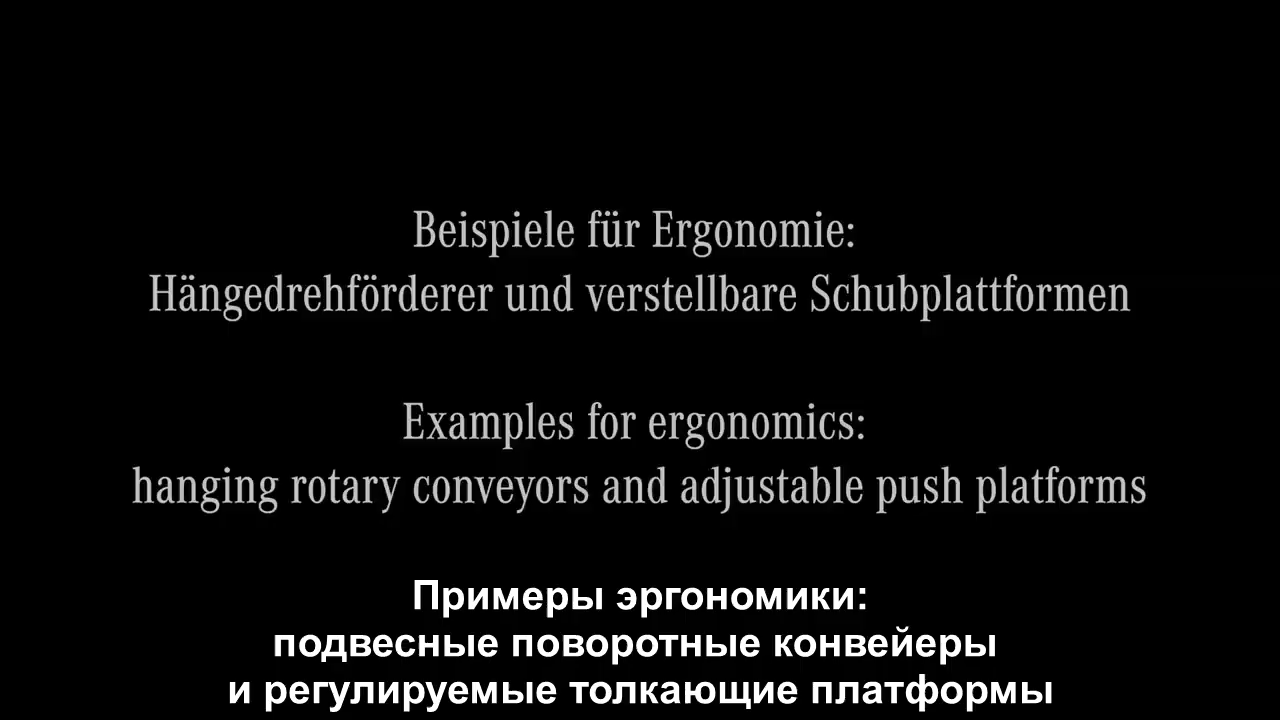 Beispiele für Ergonomie:
Hängedrehförderer und verstellbare Schubplattformen
Examples for ergonomics:
hanging rotary conveyors and adjustable push platforms
Примеры эргономики:
подвесные поворотные конвейеры
и регулируемые толкающие платформы